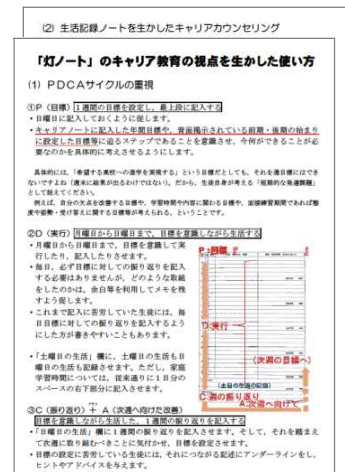 (2) 生活記録ノートを生かしたキャリアカウンセリング
「灯ノート」のキャリア教育の視点を生かした使い方
(1) PDCAサイクルの重視
①P(目標) 1週間の目標を設定し、最上段に記入する
・日曜日に記入しておくように促します。
・キャリアノートに記入した年間目標や、背面掲示されている前期・後期の始まり
に設定した目標等に迫るステップであることを意識させ、今何ができることが必
要なのかを具体的に考えさせるようにします。
具体的には、「希望する高校への進学を実現する」という目標だとしても、それを週目標にはでき
ないですよね(週末に結果が出るわけではない)。だから、生徒自身が考える「短期的な発達課題」
として捉えてください。
例えば、自分の欠点を改善する目標や、学習時間や内容に関わる目標や、面接練習期間であれば態
度や姿勢・受け答えに関する目標等が考えられる、ということです。
②D(実行) 月曜日から日曜日まで、目標を意識しながら生活する
・月曜日から日曜日まで、目標を意識して実
行したり、記入したりさせます。
・毎日、必ず目標に対しての振り返りを記入
する必要はありませんが、どのような取組
をしたのかは、余白等を利用してメモを残
すよう促します。
・これまで記入に苦労していた生徒には、毎
日目標に対しての振り返りを記入するよう
にした方が書きやすいこともあります。
・「土曜日の生活」欄に、土曜日の生活も日
曜の生活も記録させます。ただし、家庭
学習時間については、従来通りに1日分の
スペースの右下部分に記入させます。
P:目標
D:実行
(次週の目標へ)
(土日の生活の記録)
C:週の振り返り
A:次週へ向けて
③C(振り返り)+ A(次週へ向けた改善)
目標を意識しながら生活した、1週間の振り返りを記入する
・「日曜の生活」欄に1週間の振り返りを記入させます。そして、それを踏まえ
て次週に取り組むべきことに気付かせ、目標を設定させます。
・目標の設定に苦労している生徒には、それにつながる記述にアンダーラインをし、
ヒントやアドバイスを与えます。